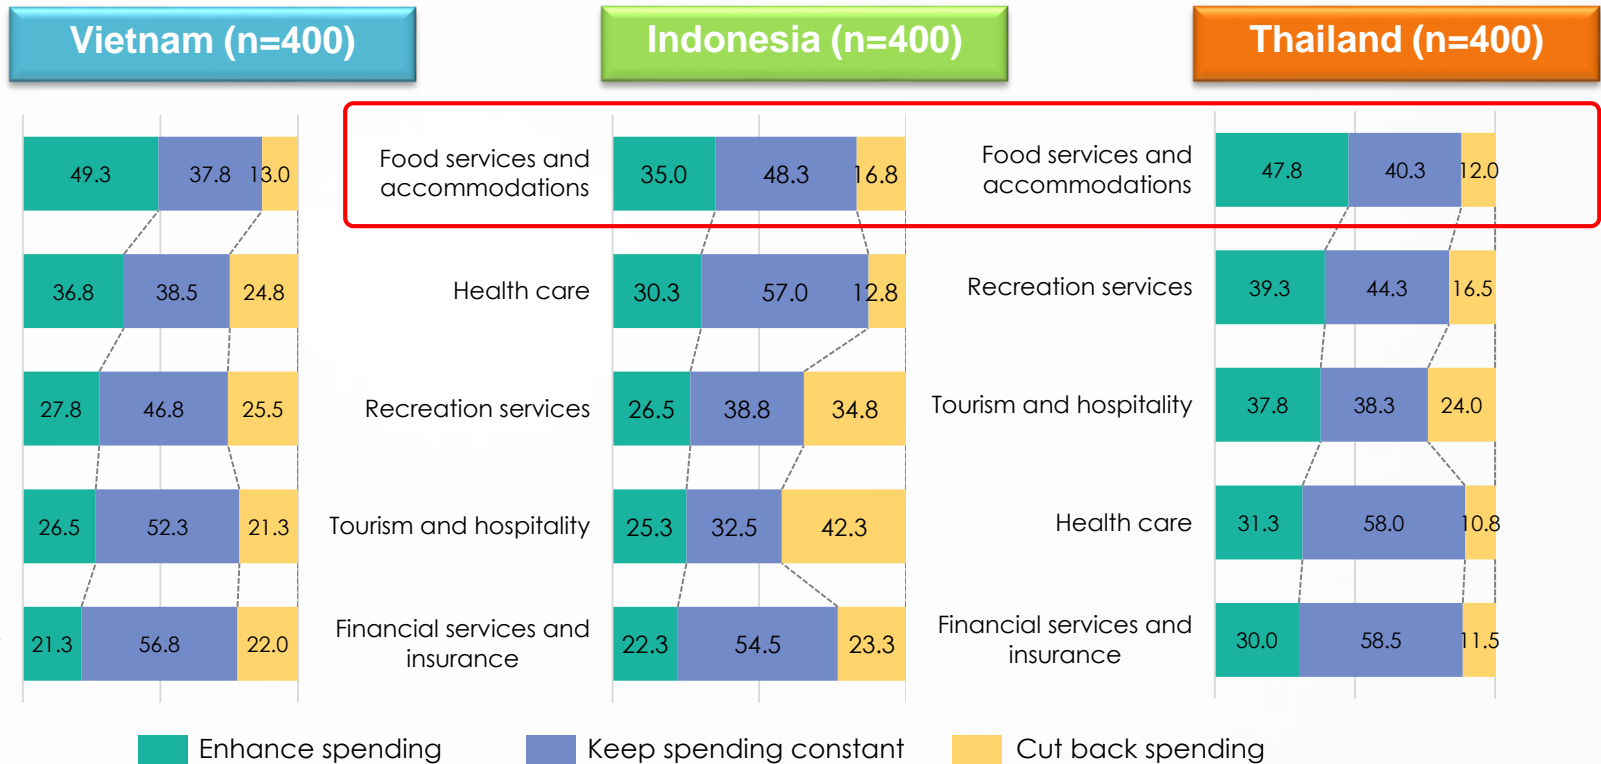 Vietnam (n=400)
Indonesia (n=400)
Thailand (n=400)
49.3 37.8 13.0
Food services and
accommodations
35.0 48.3 16.8
Food services and
accommodations
47.8 40.3 12.0
36.8 38.5 24.8
Health care
30.3 57.0 12.8
Recreation services
39.3 44.3 16.5
27.8 46.8 25.5
Recreation services
26.5 38.8 34.8
Tourism and hospitality
37.8 38.3 24.0
26.5 52.3 21.3
Tourism and hospitality
25.3 32.5 42.3
Health care
31.3 58.0 10.8
21.3 56.8 22.0
Financial services and
insurance
22.3 54.5 23.3
Financial services and
insurance
30.0 58.5 11.5
Enhance spending
Keep spending constant
Cut back spending